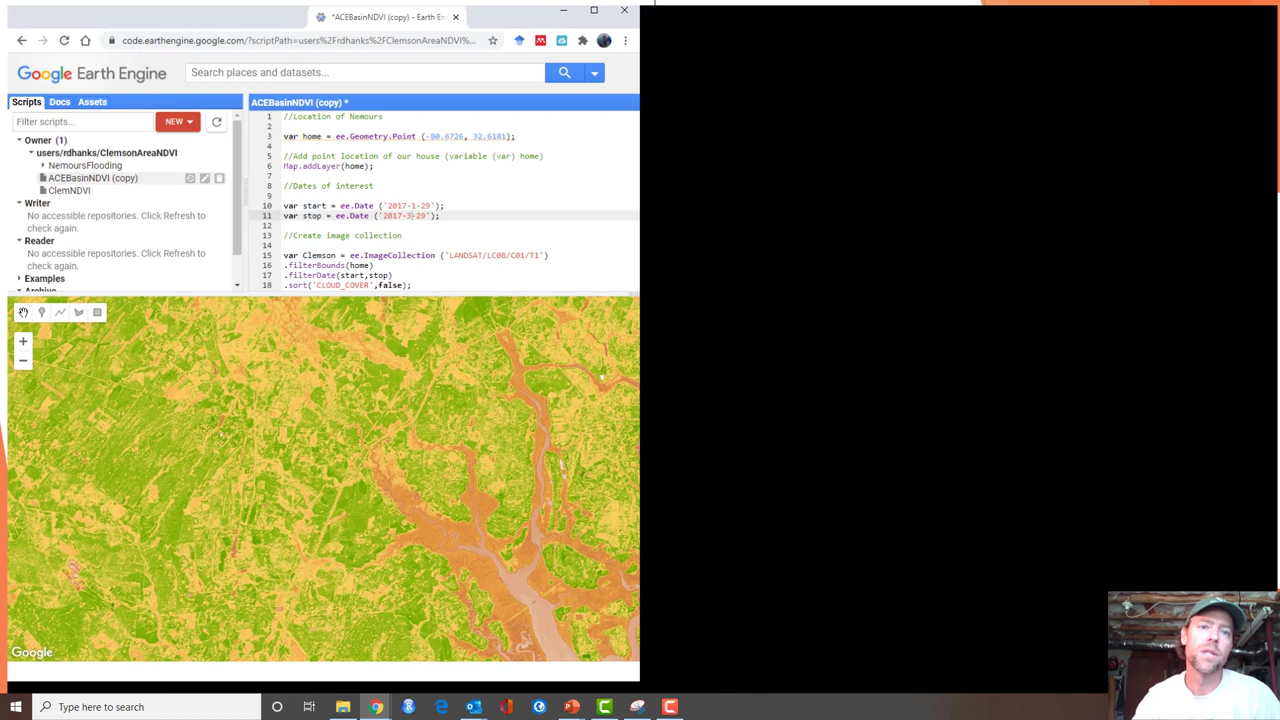 *ACEBasinNDVI (copy) - Earth En
code.earthengine.google.com/?scriptPath=users%2Frdhanks%2FClemsonAreaNDVI%...
Google Earth Engine
Search places and datasets...
Scripts Docs Assets
ACEBasinNDVI (copy) *
Filter scripts...
NEW
Owner (1)
users/rdhanks/ClemsonAreaNDVI
NemoursFlooding
ACEBasinNDVI (copy)
ClemNDVI
Writer
No accessible repositories. Click Refresh to
check again.
Reader
No accessible repositories. Click Refresh to
check again.
Examples
Archive
1 //Location of Nemours
2
3 var home = ee.Geometry.Point (-80.6726, 32.6181);
4
5 //Add point location of our house (variable (var) home)
6 Map.addLayer(home);
7
8 //Dates of interest
9
10 var start = ee.Date ('2017-1-29');
11 var stop = ee.Date ('2017-3-29');
12
13 //Create image collection
14
15 var Clemson = ee.ImageCollection ('LANDSAT/LC08/C01/T1')
16 .filterBounds(home)
17 .filterDate(start,stop)
18 .sort('CLOUD_COVER',false);
Google
Type here to search